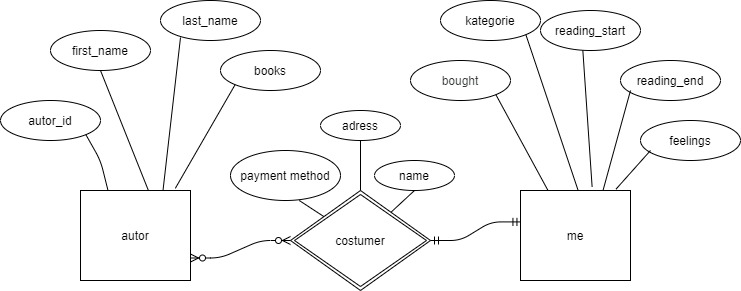 last_name
kategorie
reading_start
first_name
books
bought
reading_end
autor_id
adress
feelings
payment method
name
autor
costumer
me